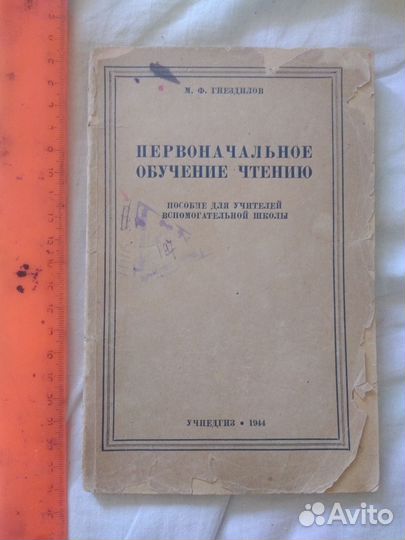 М. Ф. ГНЕЗДИЛОВ
ПЕРВОНАЧАЛЬНОЕ
ОБУЧЕНИЕ ЧТЕНИЮ
ПОСОБИЕ ДЛЯ УЧИТЕЛЕЙ
ВСПОМОГАТЕЛЬНОЙ ШКОЛЫ
УЧПЕДГИЗ • 1944
Avito